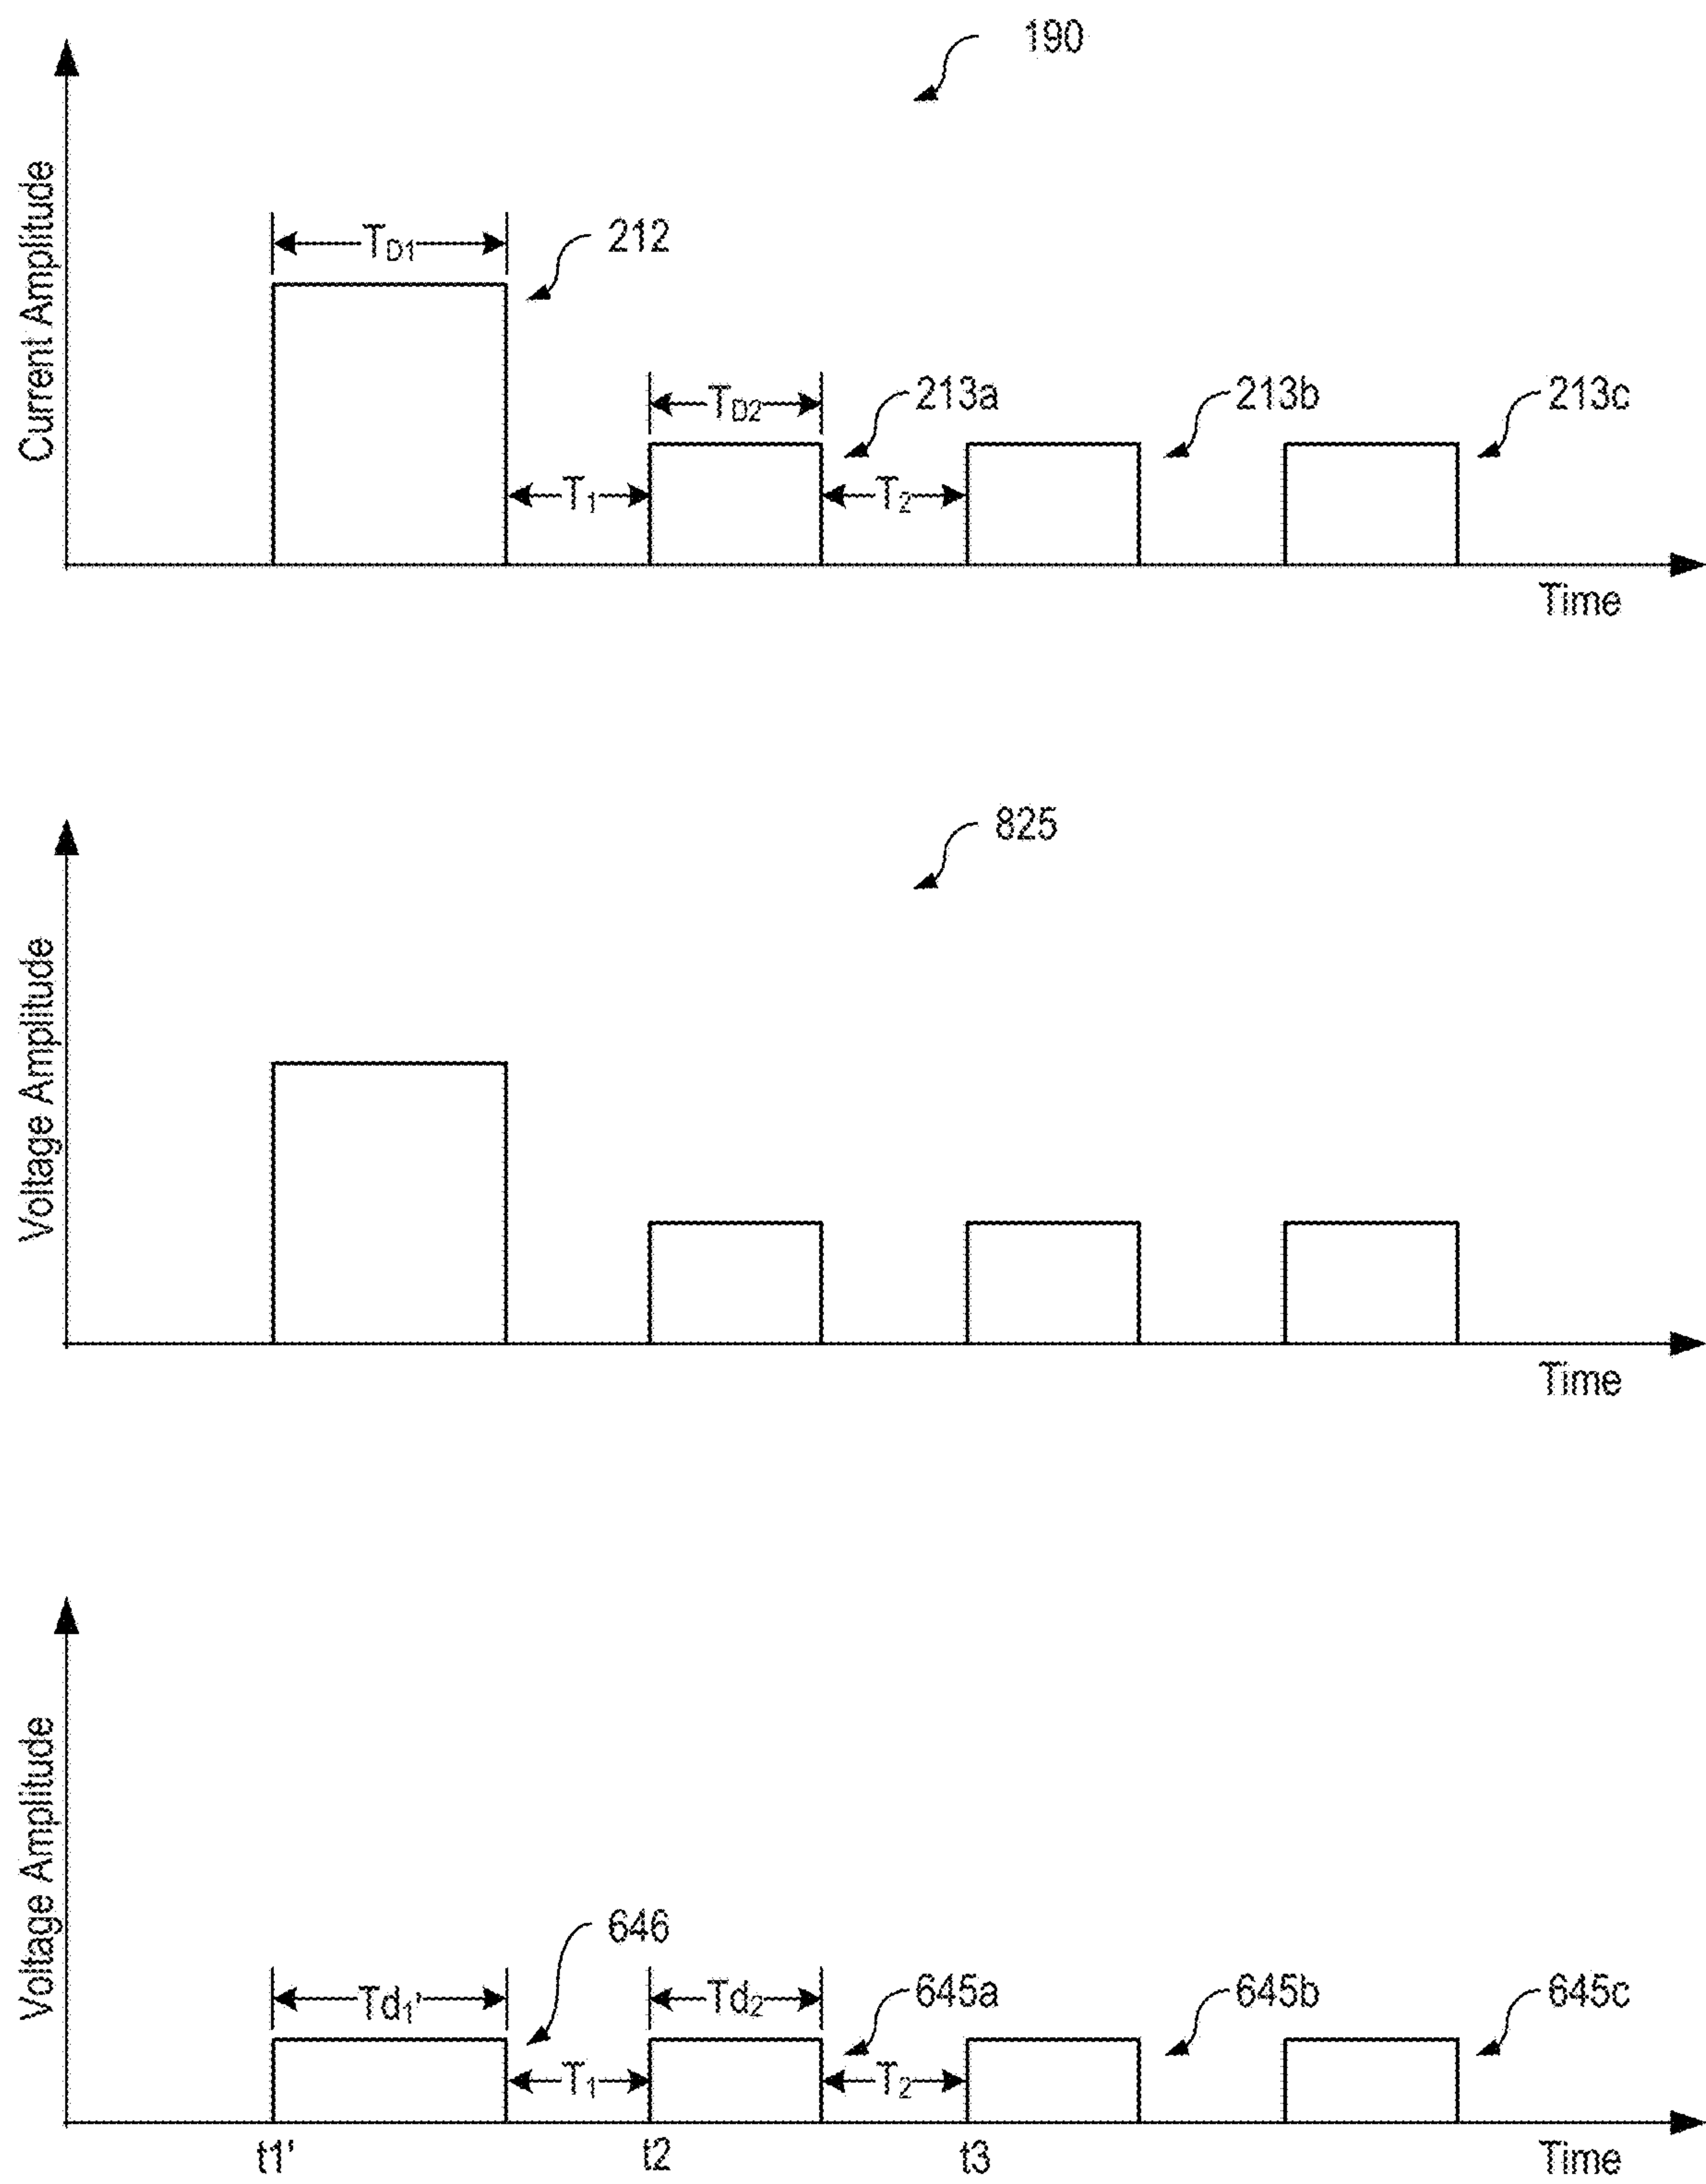 190
Current Amplitude
TD1
212
TD2
213a
213b
213c
T1
T2
Time
825
Voltage Amplitude
Time
Voltage Amplitude
646
Td1'
Td2
645a
645b
645c
T1
T2
t1'
t2
t3
Time